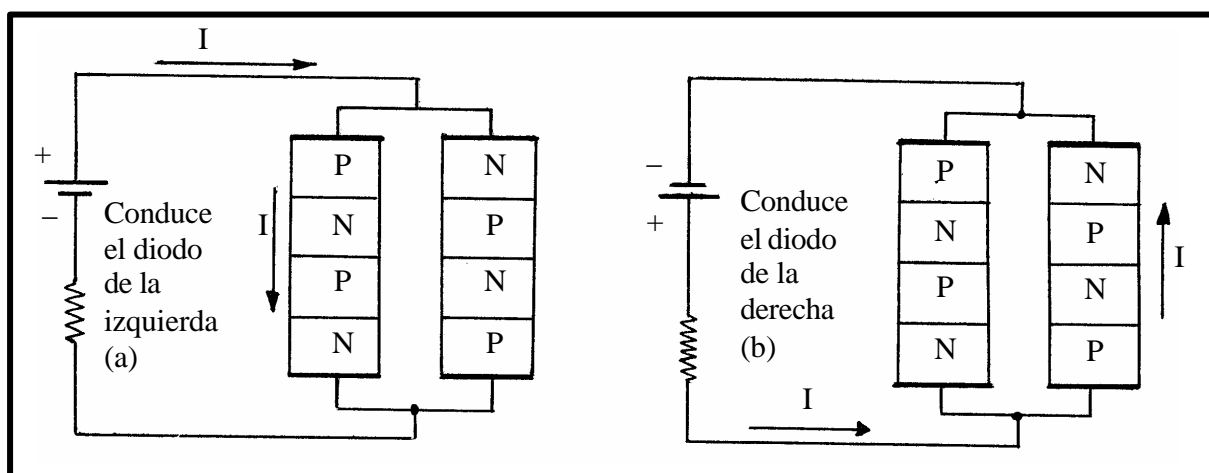 I
+
−
Conduce
el diodo
de la
izquierda
(a)
I
P
N
P
N
N
P
N
P
−
+
Conduce
el diodo
de la
derecha
(b)
P
N
P
N
N
P
N
P
I
I